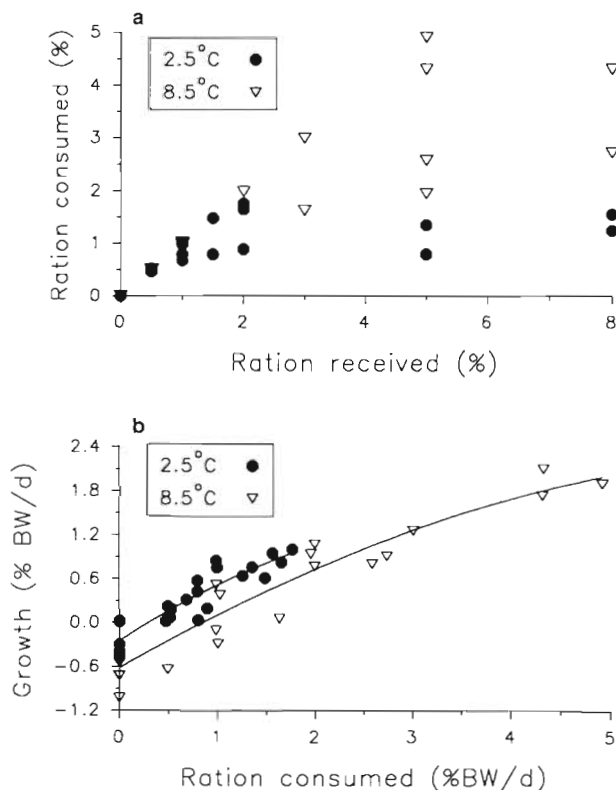 a
2.5°C
8.5°C
Ration consumed (%)
5
4
3
2
1
0
0 2 4 6 8
Ration received (%)
b
2.5°C
8.5°C
Growth (% BW/d)
2.4
1.8
1.2
0.6
0.0
-0.6
-1.2
0 1 2 3 4 5
Ration consumed (%BW/d)